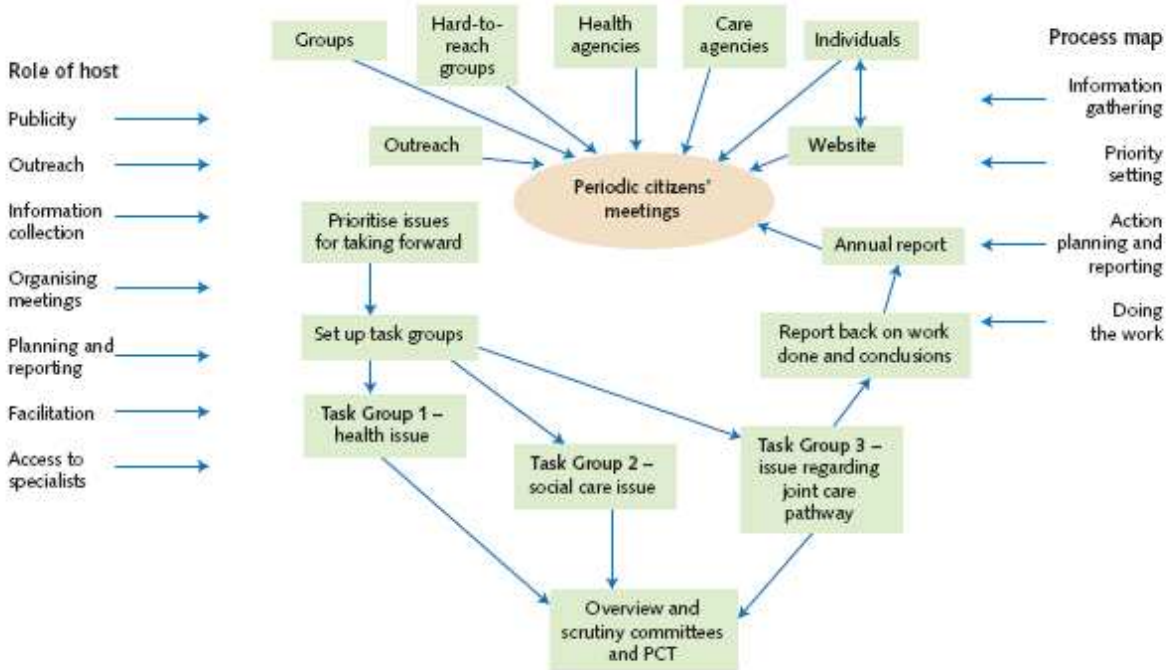 Role of host
Publicity
Outreach
Information
collection
Organising
meetings
Planning and
reporting
Facilitation
Access to
specialists
Groups
Hard-to-
reach
groups
Health
agencies
Care
agencies
Individuals
Outreach
Website
Periodic citizens'
meetings
Prioritise issues
for taking forward
Annual report
Set up task groups
Report back on work
done and conclusions
Task Group 1 –
health issue
Task Group 2 –
social care issue
Task Group 3 –
issue regarding
joint care
pathway
Overview and
scrutiny committees
and PCT
Process map
Information
gathering
Priority
setting
Action
planning and
reporting
Doing
the work